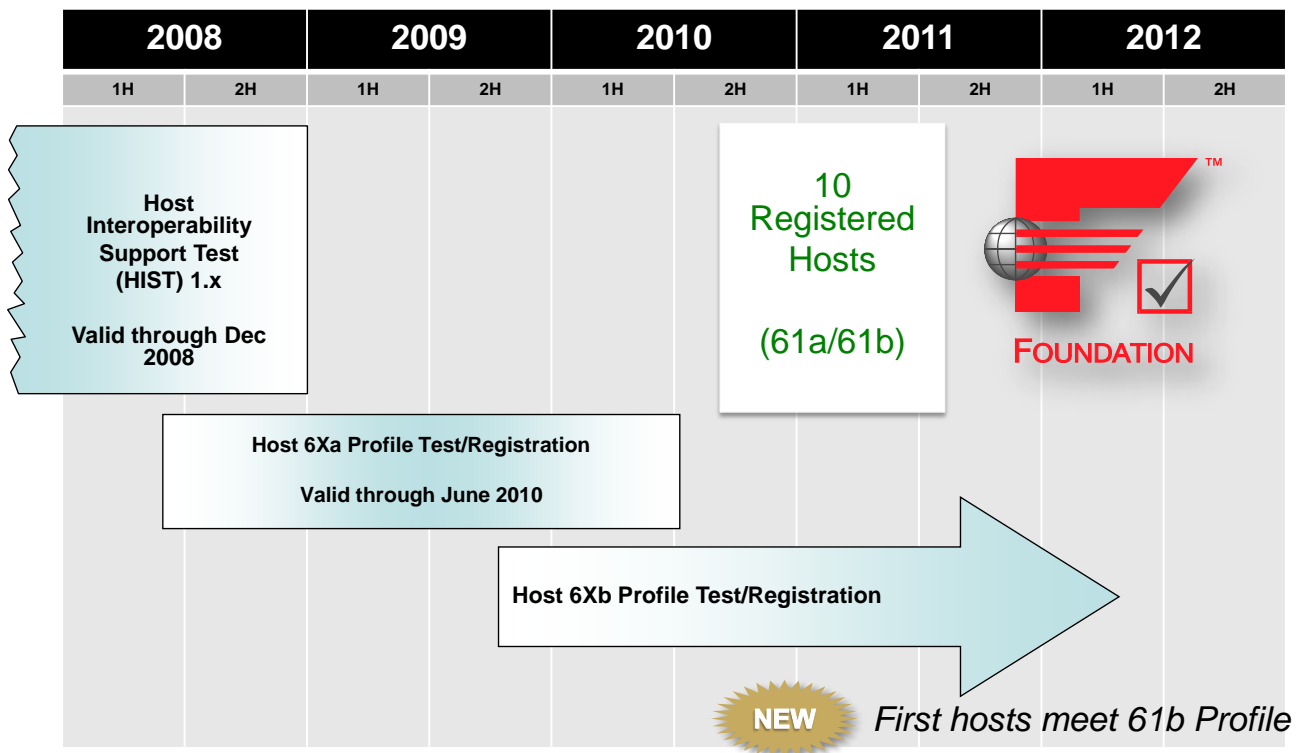 2008 2009 2010 2011 2012
1H 2H 1H 2H 1H 2H 1H 2H 1H 2H
Host
Interoperability
Support Test
(HIST) 1.x
Valid through Dec
2008
10
Registered
Hosts
(61a/61b)
TM
FOUNDATION
Host 6Xa Profile Test/Registration
Valid through June 2010
Host 6Xb Profile Test/Registration
NEW First hosts meet 61b Profile